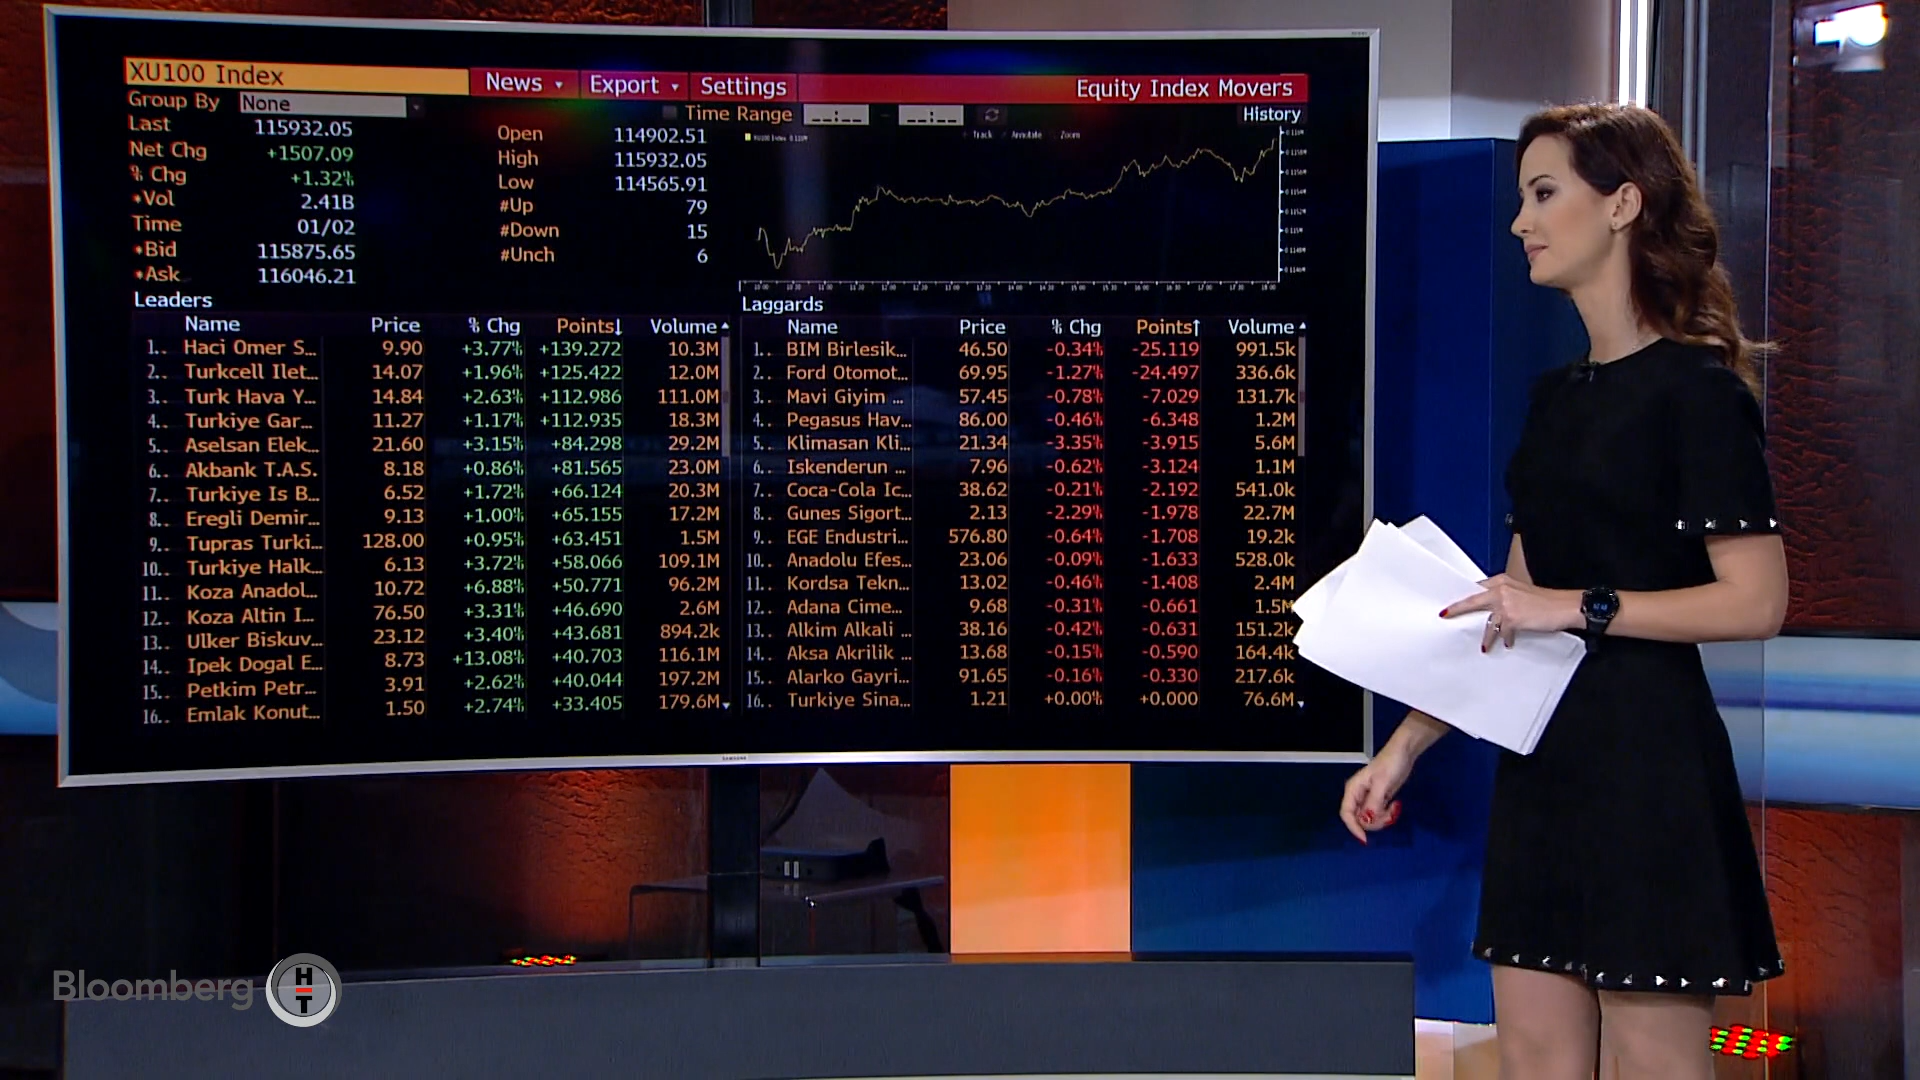 XU100 Index
News Export Settings Equity Index Movers
Group By None Time Range --:-- - --:-- History
Last 115932.05 Open 114902.51
Net Chg +1507.09 High 115932.05
% Chg +1.32% Low 114565.91
Vol 2.41B #Up 79
Time 01/02 #Down 15
Bid 115875.65 #Unch 6
Ask 116046.21
Track Annotate Zoom
Leaders
Name Price % Chg Points↓ Volume
1.. Haci Omer S... 9.90 +3.77% +139.272 10.3M
2.. Turkcell Ilet... 14.07 +1.96% +125.422 12.0M
3.. Turk Hava Y... 14.84 +2.63% +112.986 111.0M
4.. Turkiye Gar... 11.27 +1.17% +112.935 18.3M
5.. Aselsan Elek... 21.60 +3.15% +84.298 29.2M
6.. Akbank T.A.S. 8.18 +0.86% +81.565 23.0M
7.. Turkiye Is B... 6.52 +1.72% +66.124 20.3M
8.. Eregli Demir... 9.13 +1.00% +65.155 17.2M
9.. Tupras Turki... 128.00 +0.95% +63.451 1.5M
10.. Turkiye Halk... 6.13 +3.72% +58.066 109.1M
11.. Koza Anadol... 10.72 +6.88% +50.771 96.2M
12.. Koza Altin I... 76.50 +3.31% +46.690 2.6M
13.. Ulker Biskuv... 23.12 +3.40% +43.681 894.2k
14.. Ipek Dogal E... 8.73 +13.08% +40.703 116.1M
15.. Petkim Petr... 3.91 +2.62% +40.044 197.2M
16.. Emlak Konut... 1.50 +2.74% +33.405 179.6M
Laggards
Name Price % Chg Points↑ Volume
1.. BIM Birlesik... 46.50 -0.34% -25.119 991.5k
2.. Ford Otomot... 69.95 -1.27% -24.497 336.6k
3.. Mavi Giyim ... 57.45 -0.78% -7.029 131.7k
4.. Pegasus Hav... 86.00 -0.46% -6.348 1.2M
5.. Klimasan Kli... 21.34 -3.35% -3.915 5.6M
6.. Iskenderun ... 7.96 -0.62% -3.124 1.1M
7.. Coca-Cola Ic... 38.62 -0.21% -2.192 541.0k
8.. Gunes Sigort... 2.13 -2.29% -1.978 22.7M
9.. EGE Endustri... 576.80 -0.64% -1.708 19.2k
10.. Anadolu Efes... 23.06 -0.09% -1.633 528.0k
11.. Kordsa Tekn... 13.02 -0.46% -1.408 2.4M
12.. Adana Cime... 9.68 -0.31% -0.661 1.5M
13.. Alkim Alkali ... 38.16 -0.42% -0.631 151.2k
14.. Aksa Akrilik ... 13.68 -0.15% -0.590 164.4k
15.. Alarko Gayri... 91.65 -0.16% -0.330 217.6k
16.. Turkiye Sina... 1.21 +0.00% +0.000 76.6M
SAMSUNG
Bloomberg HT